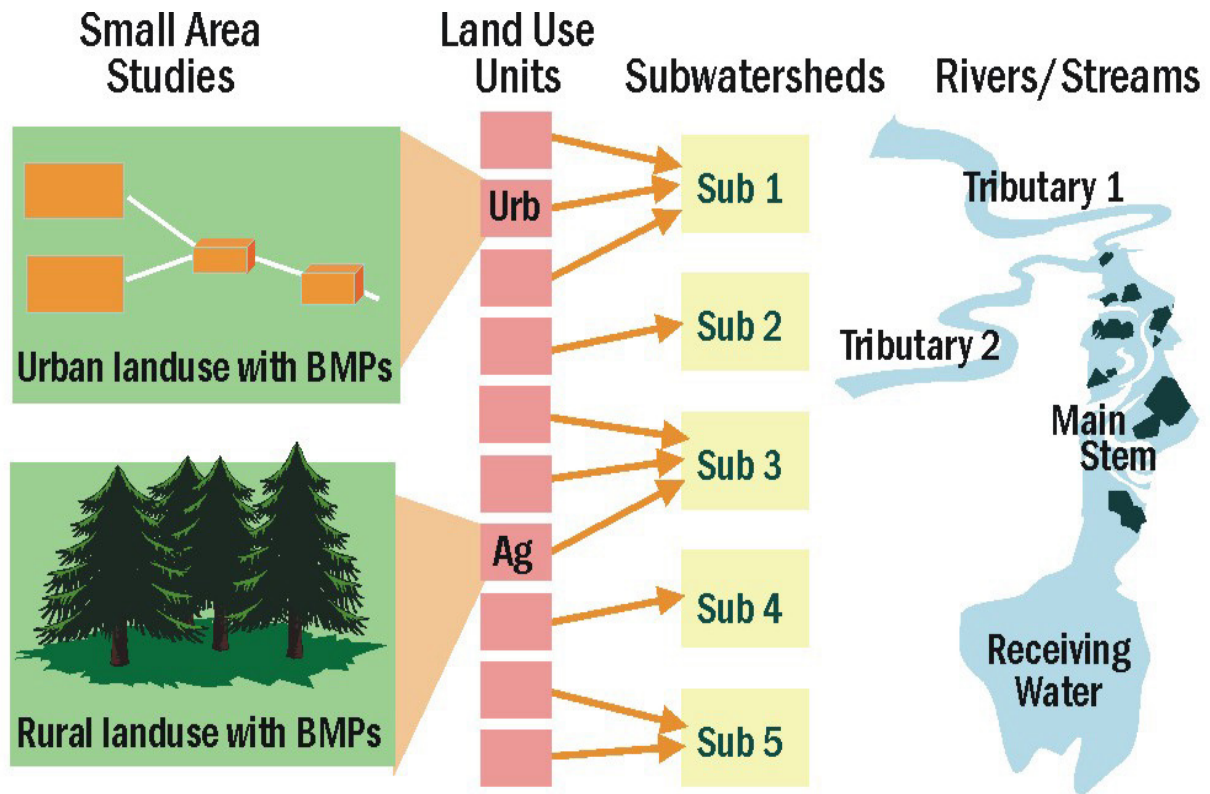 Small Area
Studies
Land Use
Units
Subwatersheds
Rivers/Streams
Urb
Urban landuse with BMPs
Ag
Rural landuse with BMPs
Sub 1
Sub 2
Sub 3
Sub 4
Sub 5
Tributary 1
Tributary 2
Main
Stem
Receiving
Water